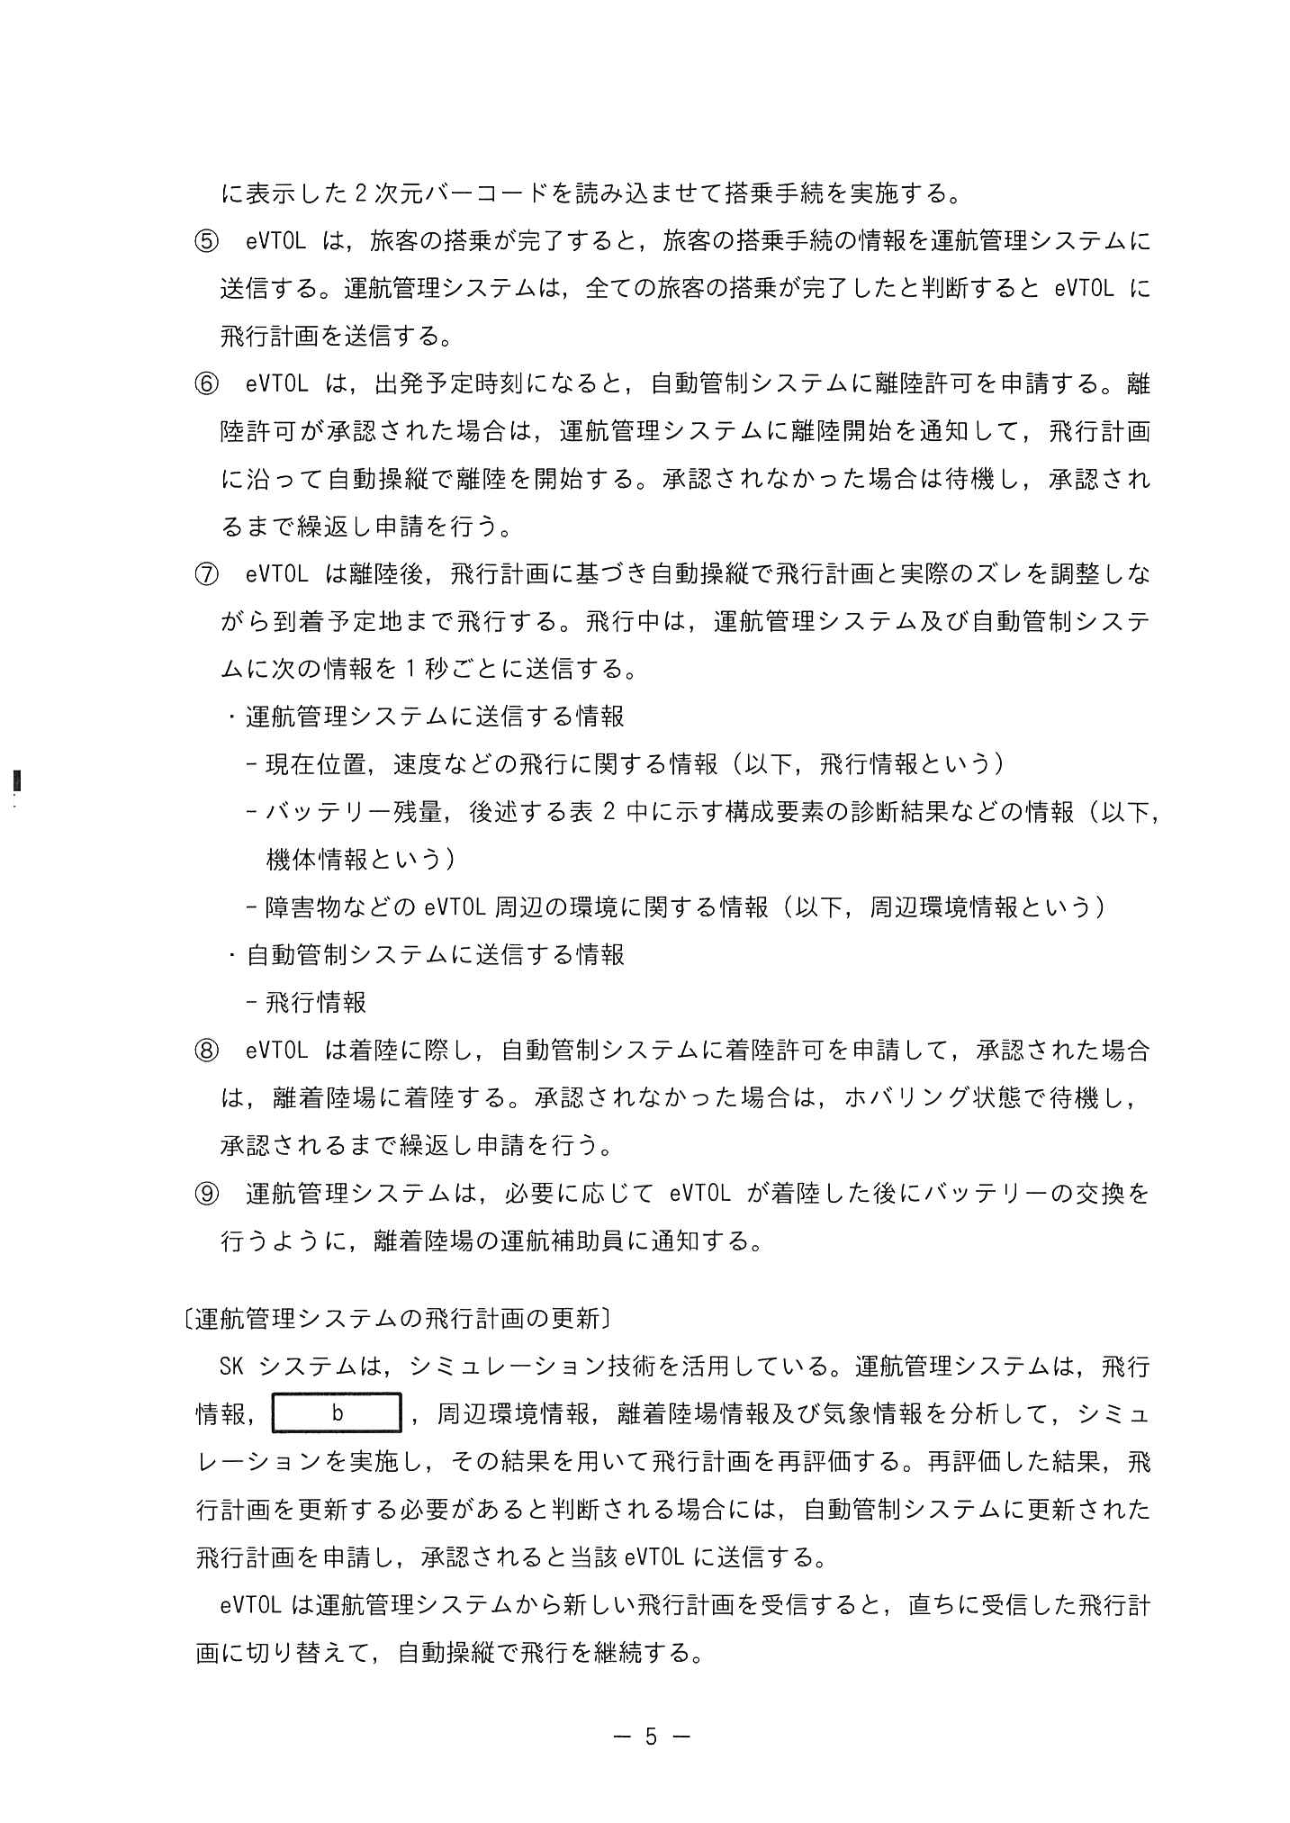 に表示した 2 次元バーコードを読み込ませて搭乗手続を実施する。
⑤　eVTOL は，旅客の搭乗が完了すると，旅客の搭乗手続の情報を運航管理システムに
送信する。運航管理システムは，全ての旅客の搭乗が完了したと判断すると eVTOL に
飛行計画を送信する。
⑥　eVTOL は，出発予定時刻になると，自動管制システムに離陸許可を申請する。離
陸許可が承認された場合は，運航管理システムに離陸開始を通知して，飛行計画
に沿って自動操縦で離陸を開始する。承認されなかった場合は待機し，承認され
るまで繰返し申請を行う。
⑦　eVTOL は離陸後，飛行計画に基づき自動操縦で飛行計画と実際のズレを調整しな
がら到着予定地まで飛行する。飛行中は，運航管理システム及び自動管制システ
ムに次の情報を 1 秒ごとに送信する。
・運航管理システムに送信する情報
－現在位置，速度などの飛行に関する情報（以下，飛行情報という）
－バッテリー残量，後述する表 2 中に示す構成要素の診断結果などの情報（以下，
機体情報という）
－障害物などの eVTOL 周辺の環境に関する情報（以下，周辺環境情報という）
・自動管制システムに送信する情報
－飛行情報
⑧　eVTOL は着陸に際し，自動管制システムに着陸許可を申請して，承認された場合
は，離着陸場に着陸する。承認されなかった場合は，ホバリング状態で待機し，
承認されるまで繰返し申請を行う。
⑨　運航管理システムは，必要に応じて eVTOL が着陸した後にバッテリーの交換を
行うように，離着陸場の運航補助員に通知する。
〔運航管理システムの飛行計画の更新〕
SK システムは，シミュレーション技術を活用している。運航管理システムは，飛行
情報， b ，周辺環境情報，離着陸場情報及び気象情報を分析して，シミュ
レーションを実施し，その結果を用いて飛行計画を再評価する。再評価した結果，飛
行計画を更新する必要があると判断される場合には，自動管制システムに更新された
飛行計画を申請し，承認されると当該 eVTOL に送信する。
eVTOL は運航管理システムから新しい飛行計画を受信すると，直ちに受信した飛行計
画に切り替えて，自動操縦で飛行を継続する。
－ 5 －